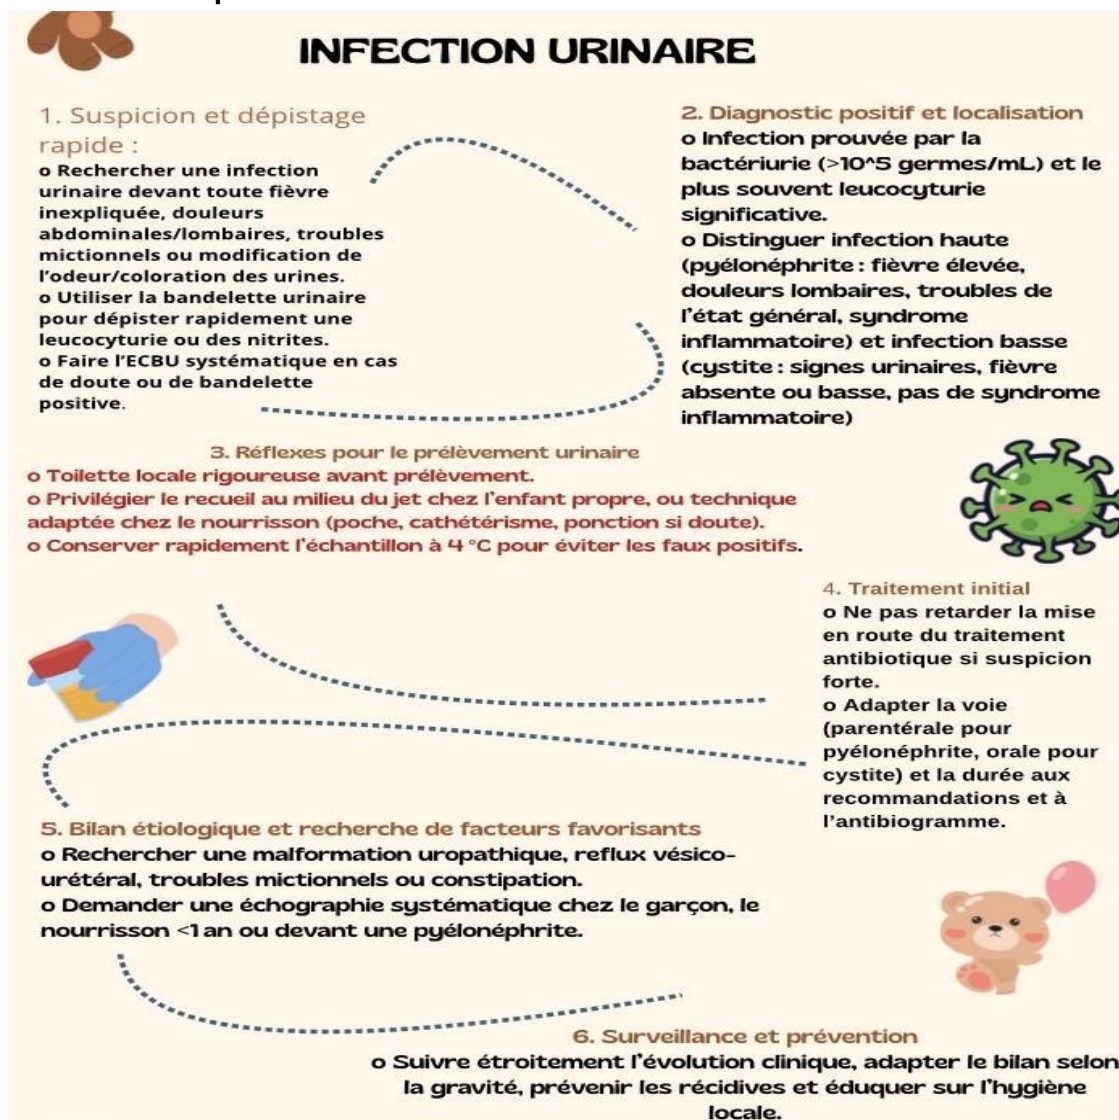 INFECTION URINAIRE
1. Suspicion et dépistage
rapide :
o Rechercher une infection
urinaire devant toute fièvre
inexpliquée, douleurs
abdominales/lombaires, troubles
mictionnels ou modification de
l'odeur/coloration des urines.
o Utiliser la bandelette urinaire
pour dépister rapidement une
leucocyturie ou des nitrites.
o Faire l'ECBU systématique en cas
de doute ou de bandelette
positive.
2. Diagnostic positif et localisation
o Infection prouvée par la
bactériurie (>10^5 germes/mL) et le
plus souvent leucocyturie
significative.
o Distinguer infection haute
(pyélonéphrite : fièvre élevée,
douleurs lombaires, troubles de
l'état général, syndrome
inflammatoire) et infection basse
(cystite : signes urinaires, fièvre
absente ou basse, pas de syndrome
inflammatoire)
3. Réflexes pour le prélèvement urinaire
o Toilette locale rigoureuse avant prélèvement.
o Privilégier le recueil au milieu du jet chez l'enfant propre, ou technique
adaptée chez le nourrisson (poche, cathétérisme, ponction si doute).
o Conserver rapidement l'échantillon à 4 °C pour éviter les faux positifs.
4. Traitement initial
o Ne pas retarder la mise
en route du traitement
antibiotique si suspicion
forte.
o Adapter la voie
(parentérale pour
pyélonéphrite, orale pour
cystite) et la durée aux
recommandations et à
l'antibiogramme.
5. Bilan étiologique et recherche de facteurs favorisants
o Rechercher une malformation uropathique, reflux vésico-
urétéral, troubles mictionnels ou constipation.
o Demander une échographie systématique chez le garçon, le
nourrisson <1 an ou devant une pyélonéphrite.
6. Surveillance et prévention
o Suivre étroitement l'évolution clinique, adapter le bilan selon
la gravité, prévenir les récidives et éduquer sur l'hygiène
locale.